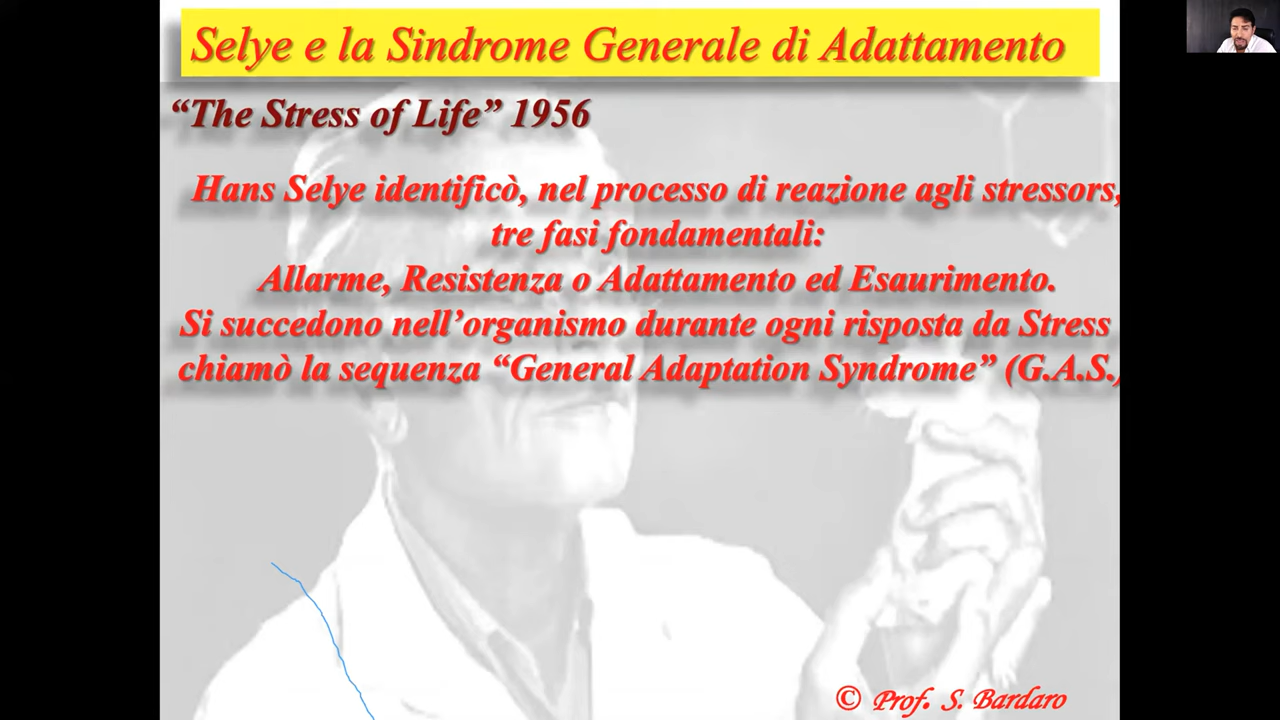 Selye e la Sindrome Generale di Adattamento
“The Stress of Life” 1956
Hans Selye identificò, nel processo di reazione agli stressors,
tre fasi fondamentali:
Allarme, Resistenza o Adattamento ed Esaurimento.
Si succedono nell’organismo durante ogni risposta da Stress
chiamò la sequenza “General Adaptation Syndrome” (G.A.S.)
© Prof. S. Bardaro